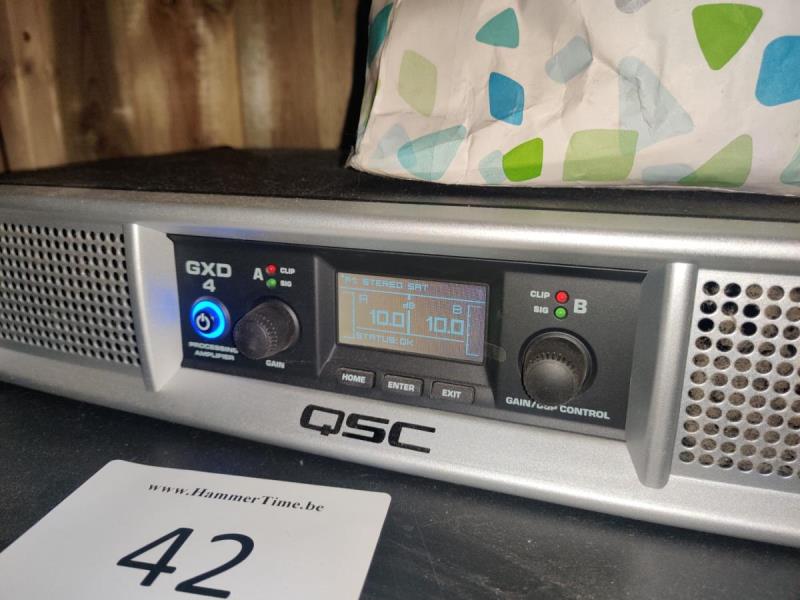 GXD
4
PROCESSING
AMPLIFIER
A
CLIP
SIG
GAIN
STEREO SAT
A
dB
B
10.0
10.0
STATUS:OK
HOME
ENTER
EXIT
CLIP
SIG
B
GAIN/DSP CONTROL
QSC
www.HammerTime.be
42